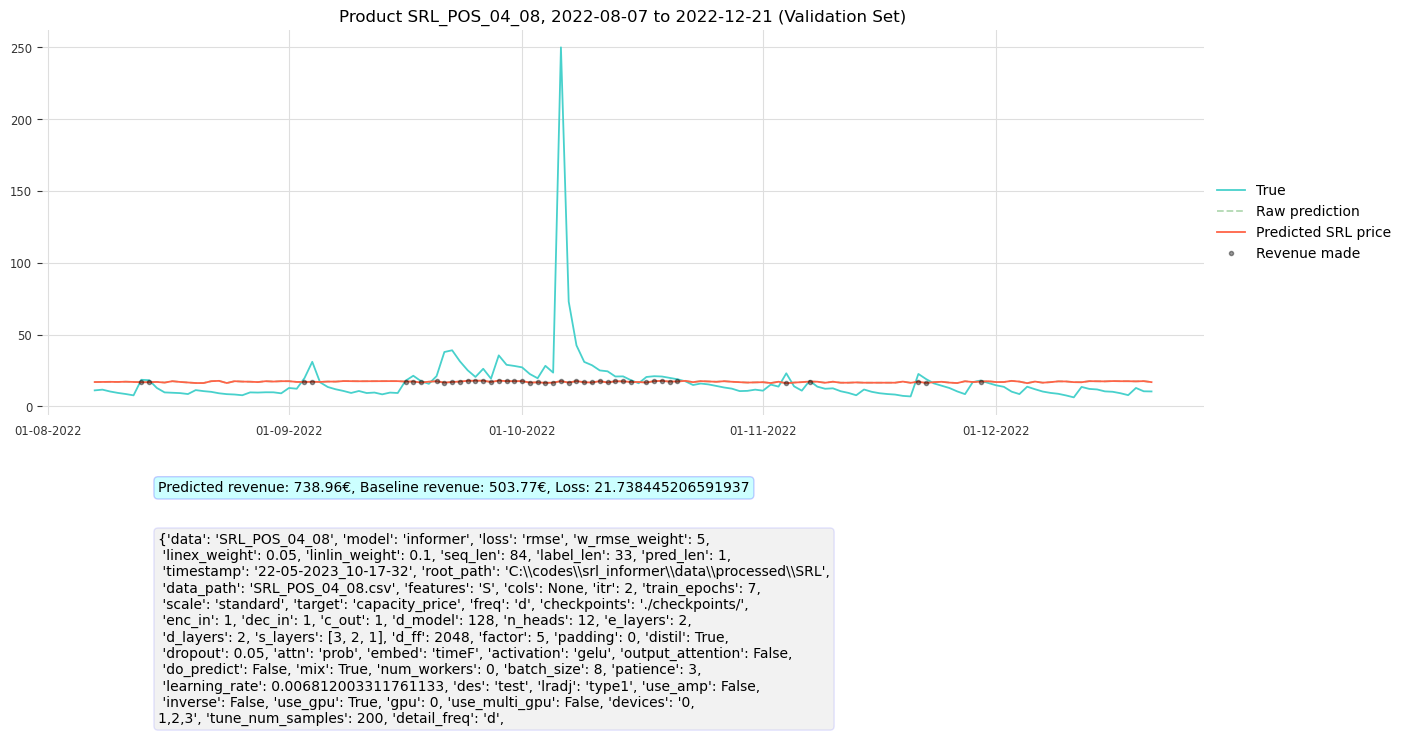 Product SRL_POS_04_08, 2022-08-07 to 2022-12-21 (Validation Set)
250
200
150
100
50
0
01-08-2022
01-09-2022
01-10-2022
01-11-2022
01-12-2022
True
Raw prediction
Predicted SRL price
Revenue made
Predicted revenue: 738.96€, Baseline revenue: 503.77€, Loss: 21.738445206591937
{'data': 'SRL_POS_04_08', 'model': 'informer', 'loss': 'rmse', 'w_rmse_weight': 5,
'linex_weight': 0.05, 'linlin_weight': 0.1, 'seq_len': 84, 'label_len': 33, 'pred_len': 1,
'timestamp': '22-05-2023_10-17-32', 'root_path': 'C:\\codes\\srl_informer\\data\\processed\\SRL',
'data_path': 'SRL_POS_04_08.csv', 'features': 'S', 'cols': None, 'itr': 2, 'train_epochs': 7,
'scale': 'standard', 'target': 'capacity_price', 'freq': 'd', 'checkpoints': './checkpoints/',
'enc_in': 1, 'dec_in': 1, 'c_out': 1, 'd_model': 128, 'n_heads': 12, 'e_layers': 2,
'd_layers': 2, 's_layers': [3, 2, 1], 'd_ff': 2048, 'factor': 5, 'padding': 0, 'distil': True,
'dropout': 0.05, 'attn': 'prob', 'embed': 'timeF', 'activation': 'gelu', 'output_attention': False,
'do_predict': False, 'mix': True, 'num_workers': 0, 'batch_size': 8, 'patience': 3,
'learning_rate': 0.006812003311761133, 'des': 'test', 'lradj': 'type1', 'use_amp': False,
'inverse': False, 'use_gpu': True, 'gpu': 0, 'use_multi_gpu': False, 'devices': '0,
1,2,3', 'tune_num_samples': 200, 'detail_freq': 'd',